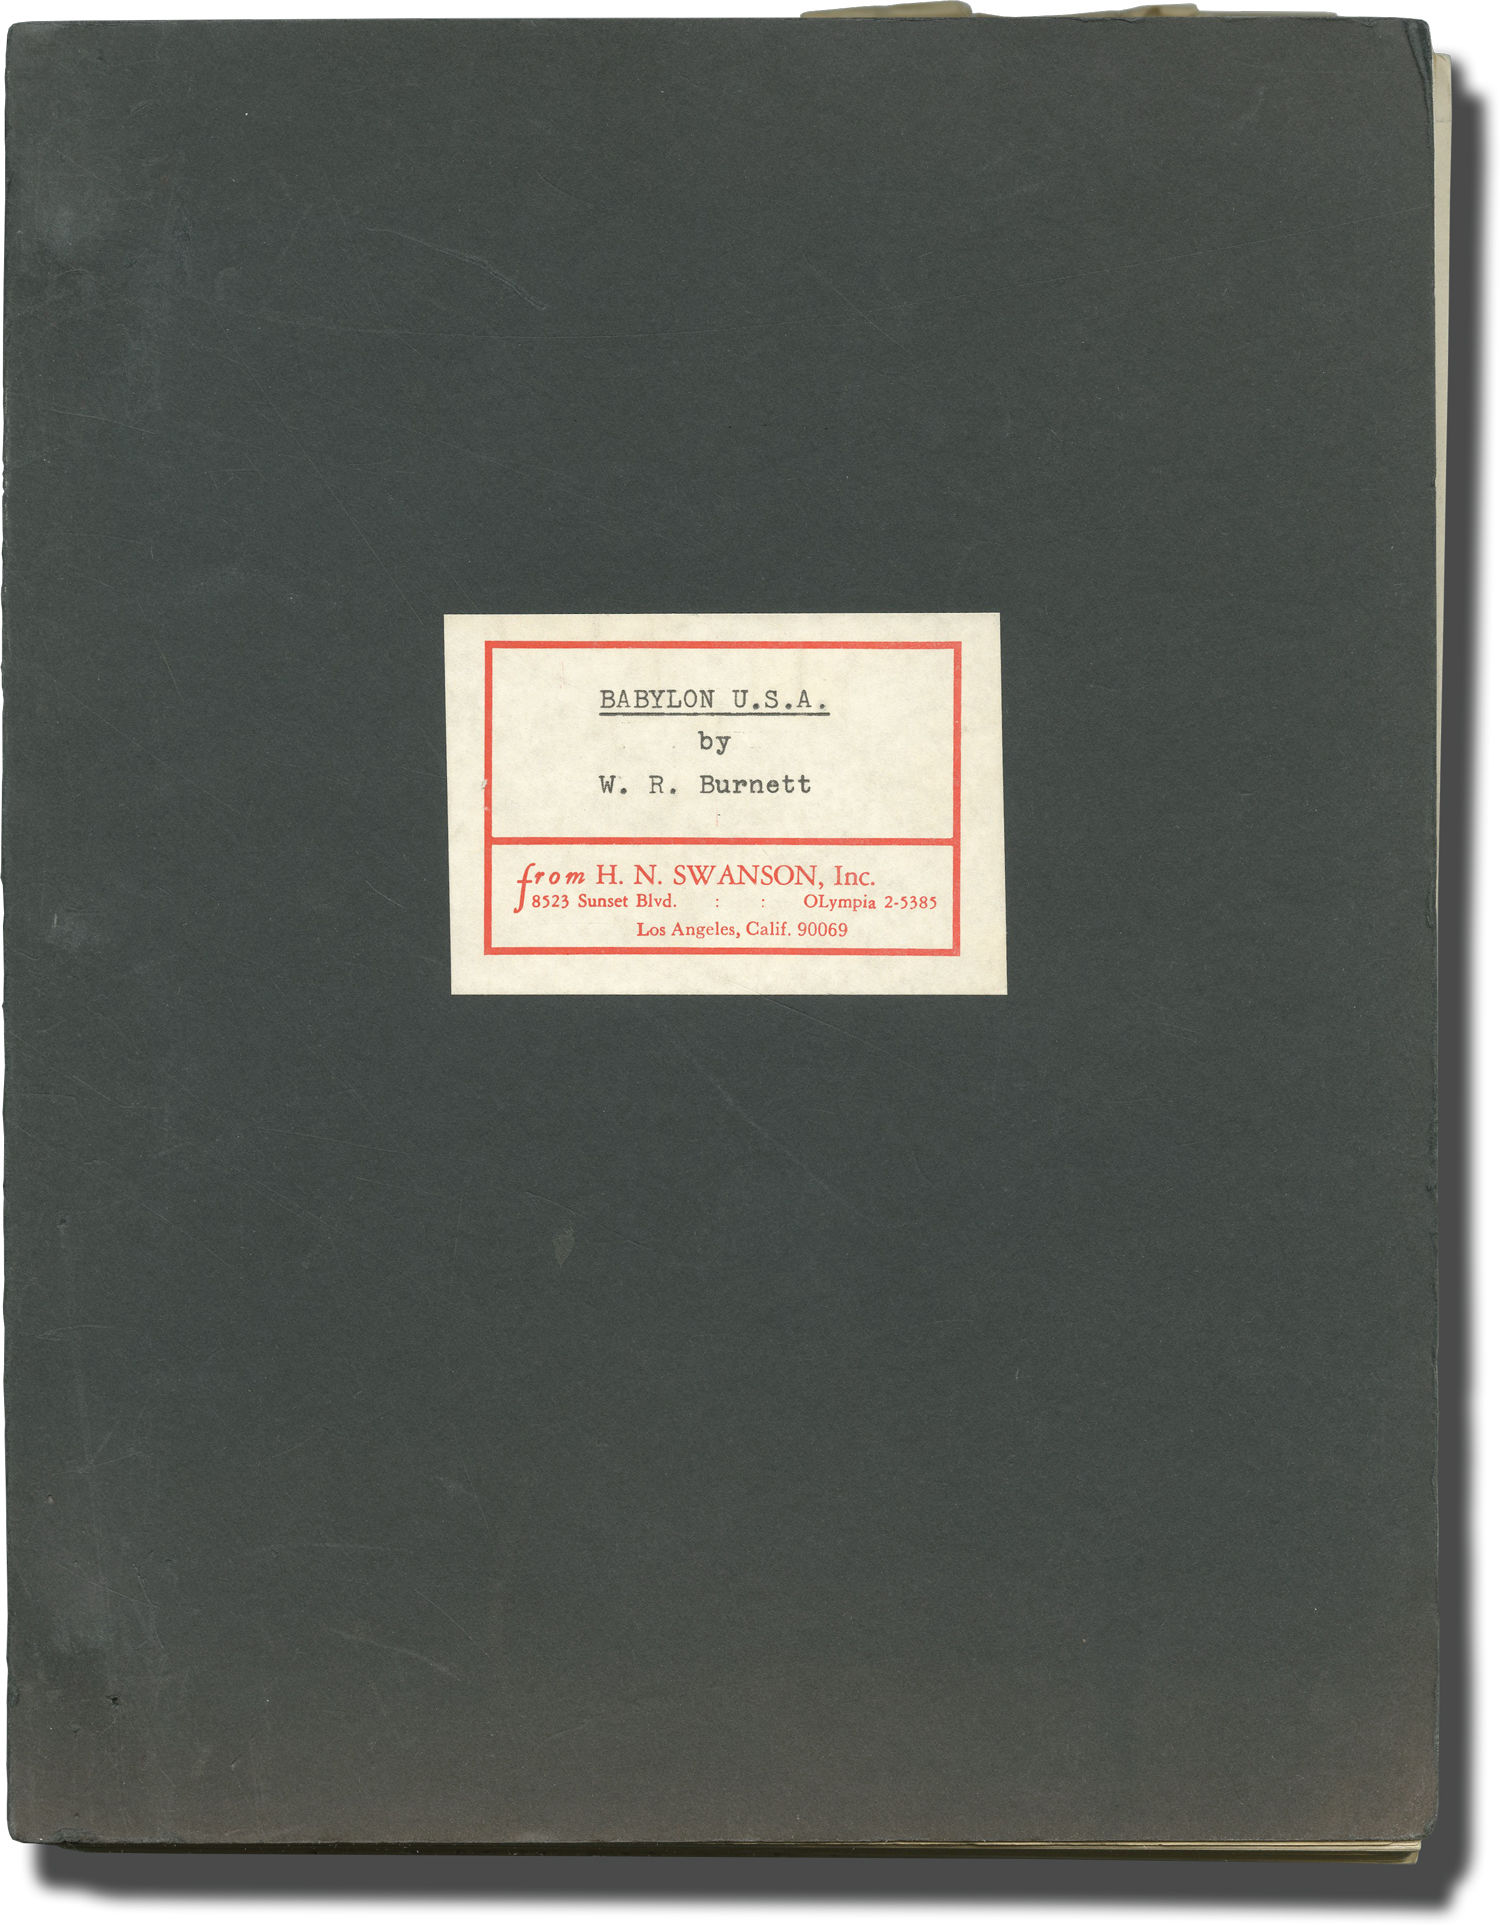 BABYLON U.S.A.
by
W. R. Burnett
from H. N. SWANSON, Inc.
8523 Sunset Blvd. : : OLympia 2-5385
Los Angeles, Calif. 90069